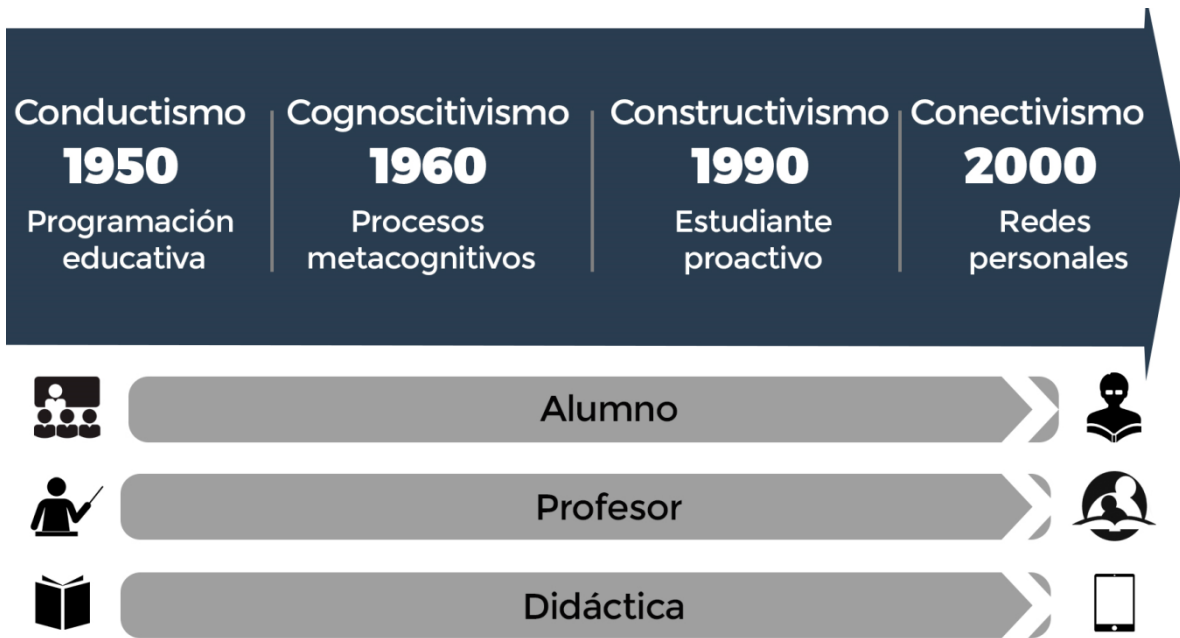 Conductismo
1950
Programación
educativa
Cognoscitivismo
1960
Procesos
metacognitivos
Constructivismo
1990
Estudiante
proactivo
Conectivismo
2000
Redes
personales
Alumno
Profesor
Didáctica